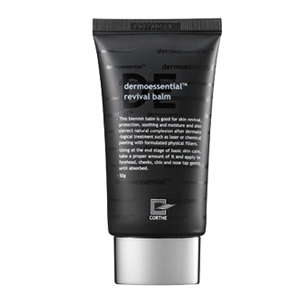 DE
dermoessential™
revival balm
• This blemish balm is good for skin revival,
protection, soothing and moisture and also
correct natural complexion after dermato
-logical treatment such as laser or chemical
peeling with formulated physical fillers.
• Using at the end stage of basic skin care,
take a proper amount of it and apply to
forehead, cheeks, chin and nose tap gently
until absorbed.
• 50g
CORTHE